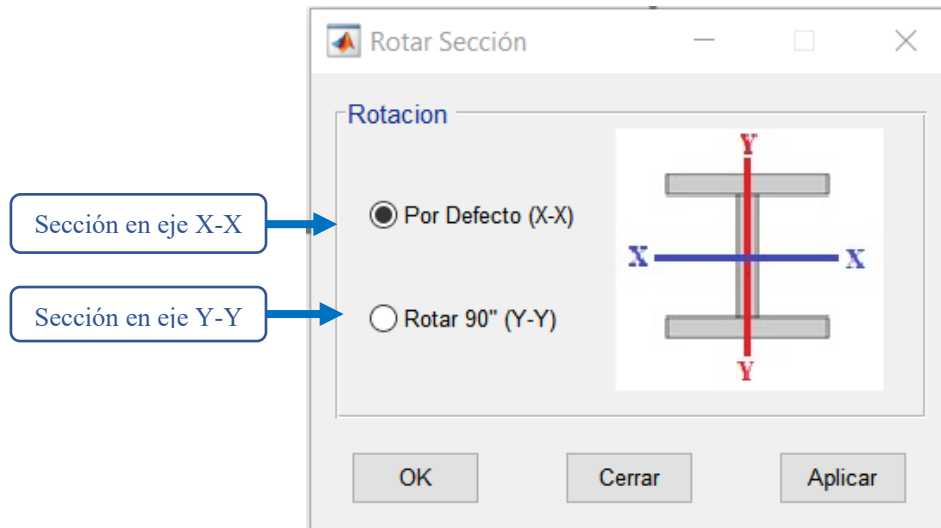 Rotar Sección
Rotacion
Y
Sección en eje X-X
Por Defecto (X-X)
X
X
Sección en eje Y-Y
Rotar 90" (Y-Y)
Y
OK
Cerrar
Aplicar